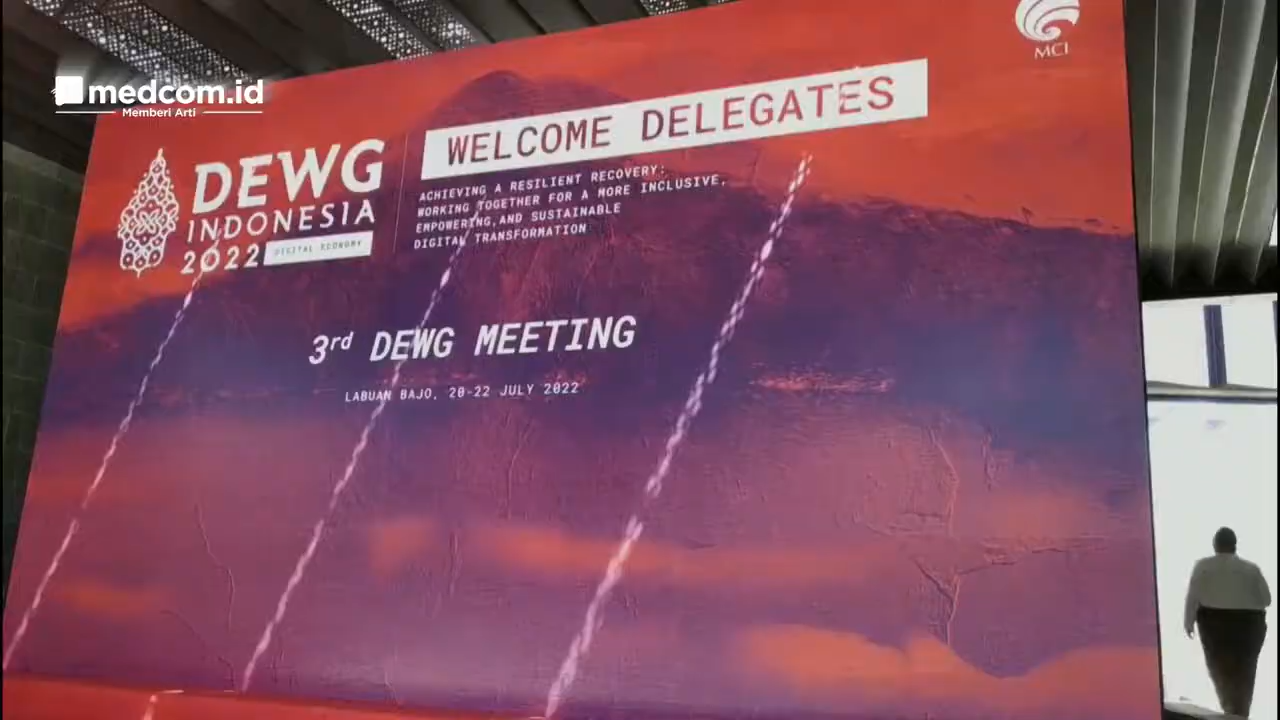 medcom.id
Memberi Arti
MCI
DEWG
INDONESIA
2022 DIGITAL ECONOMY
WELCOME DELEGATES
ACHIEVING A RESILIENT RECOVERY:
WORKING TOGETHER FOR A MORE INCLUSIVE,
EMPOWERING, AND SUSTAINABLE
DIGITAL TRANSFORMATION
3rd DEWG MEETING
LABUAN BAJO, 20-22 JULY 2022